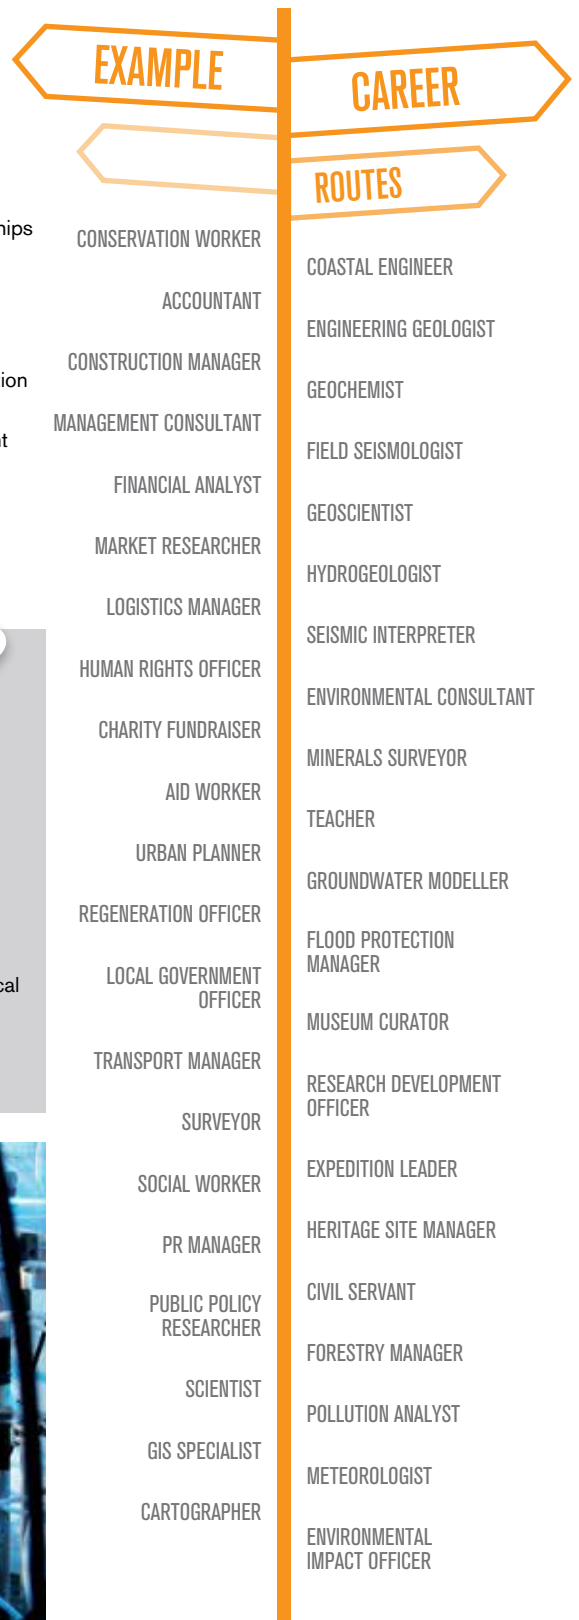 EXAMPLE
CAREER
ROUTES
CONSERVATION WORKER
ACCOUNTANT
CONSTRUCTION MANAGER
MANAGEMENT CONSULTANT
FINANCIAL ANALYST
MARKET RESEARCHER
LOGISTICS MANAGER
HUMAN RIGHTS OFFICER
CHARITY FUNDRAISER
AID WORKER
URBAN PLANNER
REGENERATION OFFICER
LOCAL GOVERNMENT
OFFICER
TRANSPORT MANAGER
SURVEYOR
SOCIAL WORKER
PR MANAGER
PUBLIC POLICY
RESEARCHER
SCIENTIST
GIS SPECIALIST
CARTOGRAPHER
COASTAL ENGINEER
ENGINEERING GEOLOGIST
GEOCHEMIST
FIELD SEISMOLOGIST
GEOSCIENTIST
HYDROGEOLOGIST
SEISMIC INTERPRETER
ENVIRONMENTAL CONSULTANT
MINERALS SURVEYOR
TEACHER
GROUNDWATER MODELLER
FLOOD PROTECTION
MANAGER
MUSEUM CURATOR
RESEARCH DEVELOPMENT
OFFICER
EXPEDITION LEADER
HERITAGE SITE MANAGER
CIVIL SERVANT
FORESTRY MANAGER
POLLUTION ANALYST
METEOROLOGIST
ENVIRONMENTAL
IMPACT OFFICER